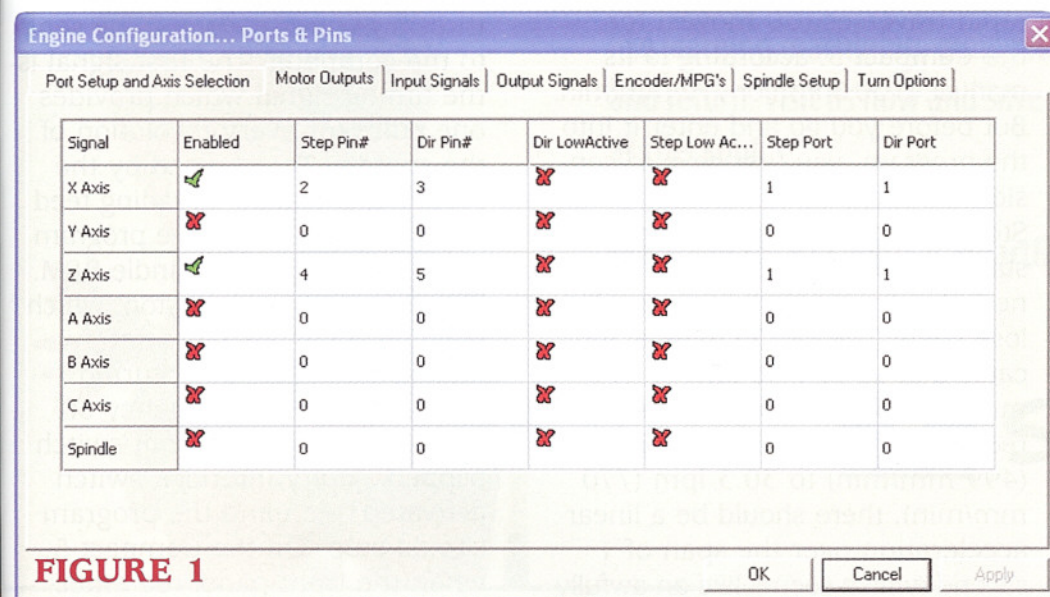 Engine Configuration... Ports & Pins
Port Setup and Axis Selection Motor Outputs Input Signals Output Signals Encoder/MPG's Spindle Setup Turn Options
Signal Enabled Step Pin# Dir Pin# Dir LowActive Step Low Ac... Step Port Dir Port
X Axis 2 3 1 1
Y Axis 0 0 0 0
Z Axis 4 5 1 1
A Axis 0 0 0 0
B Axis 0 0 0 0
C Axis 0 0 0 0
Spindle 0 0 0 0
FIGURE 1
OK Cancel Apply